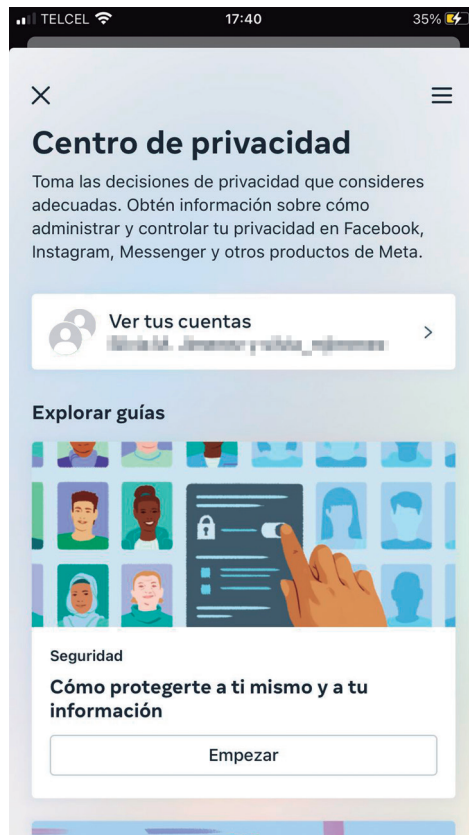 TELCEL 17:40 35%
Centro de privacidad
Toma las decisiones de privacidad que consideres
adecuadas. Obtén información sobre cómo
administrar y controlar tu privacidad en Facebook,
Instagram, Messenger y otros productos de Meta.
Ver tus cuentas
Explorar guías
Seguridad
Cómo protegerte a ti mismo y a tu
información
Empezar